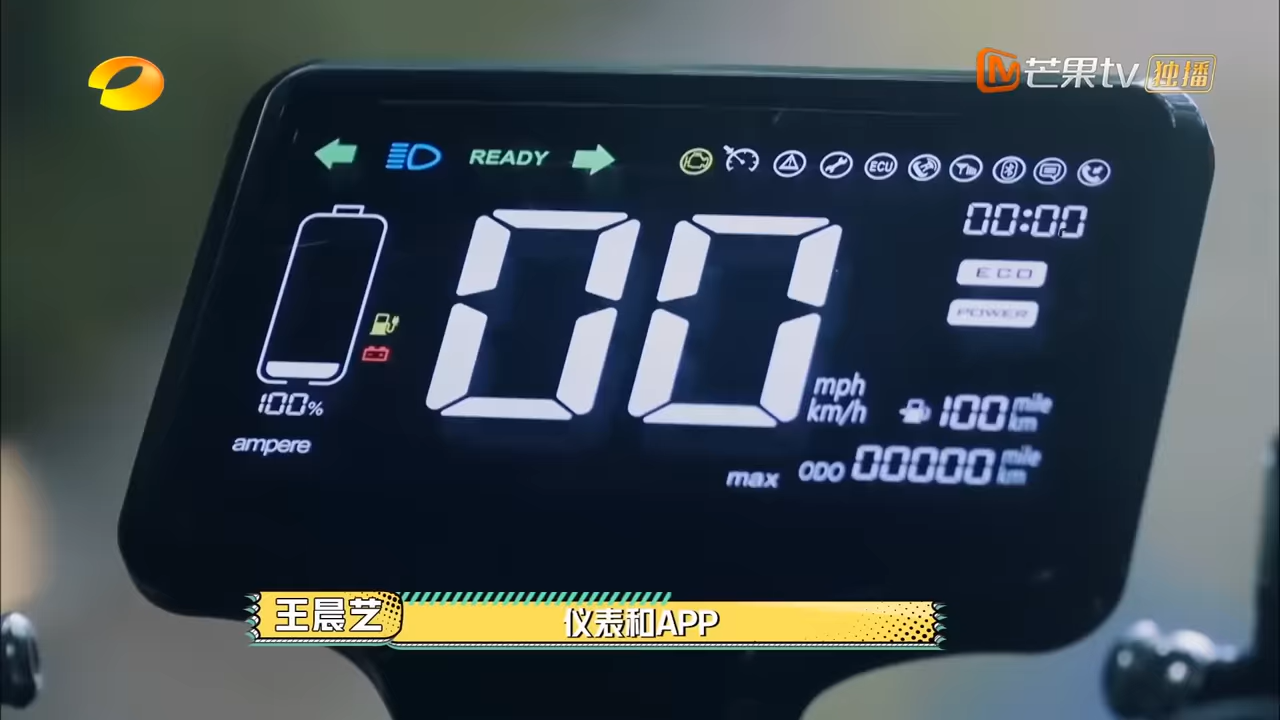 芒果tv 独播
READY
ECU
00:00
ECO
POWER
00
mph
km/h
100%
ampere
100 mile
km
max ODO 00000 mile
km
王晨艺 仪表和APP